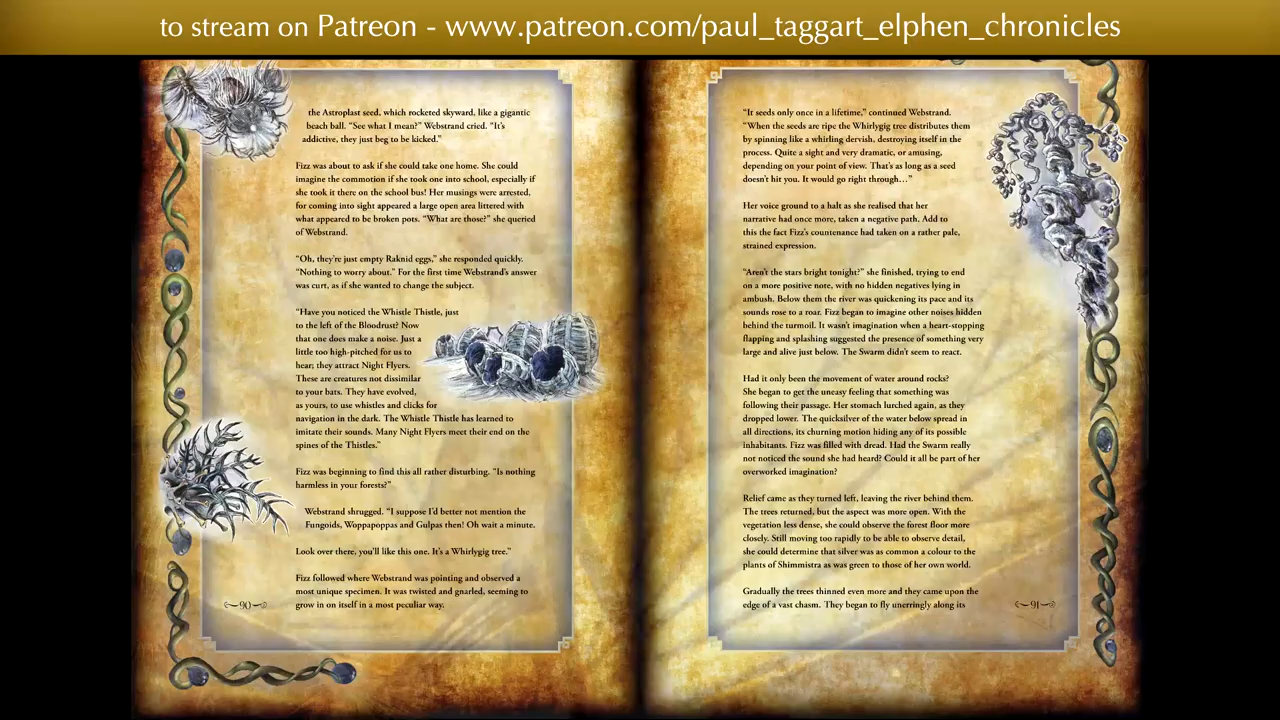 to stream on Patreon - www.patreon.com/paul_taggart_elphen_chronicles
the Astroplast seed, which rocketed skyward, like a gigantic
beach ball. “See what I mean?” Webstrand cried. “It’s
addictive, they just beg to be kicked.”
Fizz was about to ask if she could take one home. She could
imagine the commotion if she took one into school, especially if
she took it there on the school bus! Her musings were arrested,
for coming into sight appeared a large open area littered with
what appeared to be broken pots. “What are those?” she queried
of Webstrand.
“Oh, they’re just empty Raknid eggs,” she responded quickly.
“Nothing to worry about.” For the first time Webstrand’s answer
was curt, as if she wanted to change the subject.
“Have you noticed the Whistle Thistle, just
to the left of the Bloodrust? Now
that one does make a noise. Just a
little too high-pitched for us to
hear; they attract Night Flyers.
These are creatures not dissimilar
to your bats. They have evolved,
as yours, to use whistles and clicks for
navigation in the dark. The Whistle Thistle has learned to
imitate their sounds. Many Night Flyers meet their end on the
spines of the Thistles.”
Fizz was beginning to find this all rather disturbing. “Is nothing
harmless in your forests?”
Webstrand shrugged. “I suppose I’d better not mention the
Fungoids, Woppapoppas and Gulpas then! Oh wait a minute.
Look over there, you’ll like this one. It’s a Whirlygig tree.”
Fizz followed where Webstrand was pointing and observed a
most unique specimen. It was twisted and gnarled, seeming to
grow in on itself in a most peculiar way.
90
“It seeds only once in a lifetime,” continued Webstrand.
“When the seeds are ripe the Whirlygig tree distributes them
by spinning like a whirling dervish, destroying itself in the
process. Quite a sight and very dramatic, or amusing,
depending on your point of view. That’s as long as a seed
doesn’t hit you. It would go right through…”
Her voice ground to a halt as she realised that her
narrative had once more, taken a negative path. Add to
this the fact Fizz’s countenance had taken on a rather pale,
strained expression.
“Aren’t the stars bright tonight?” she finished, trying to end
on a more positive note, with no hidden negatives lying in
ambush. Below them the river was quickening its pace and its
sounds rose to a roar. Fizz began to imagine other noises hidden
behind the turmoil. It wasn’t imagination when a heart-stopping
flapping and splashing suggested the presence of something very
large and alive just below. The Swarm didn’t seem to react.
Had it only been the movement of water around rocks?
She began to get the uneasy feeling that something was
following their passage. Her stomach lurched again, as they
dropped lower. The quicksilver of the water below spread in
all directions, its churning motion hiding any of its possible
inhabitants. Fizz was filled with dread. Had the Swarm really
not noticed the sound she had heard? Could it all be part of her
overworked imagination?
Relief came as they turned left, leaving the river behind them.
The trees returned, but the aspect was more open. With the
vegetation less dense, she could observe the forest floor more
closely. Still moving too rapidly to be able to observe detail,
she could determine that silver was as common a colour to the
plants of Shimmistra as was green to those of her own world.
Gradually the trees thinned even more and they came upon the
edge of a vast chasm. They began to fly unerringly along its
91